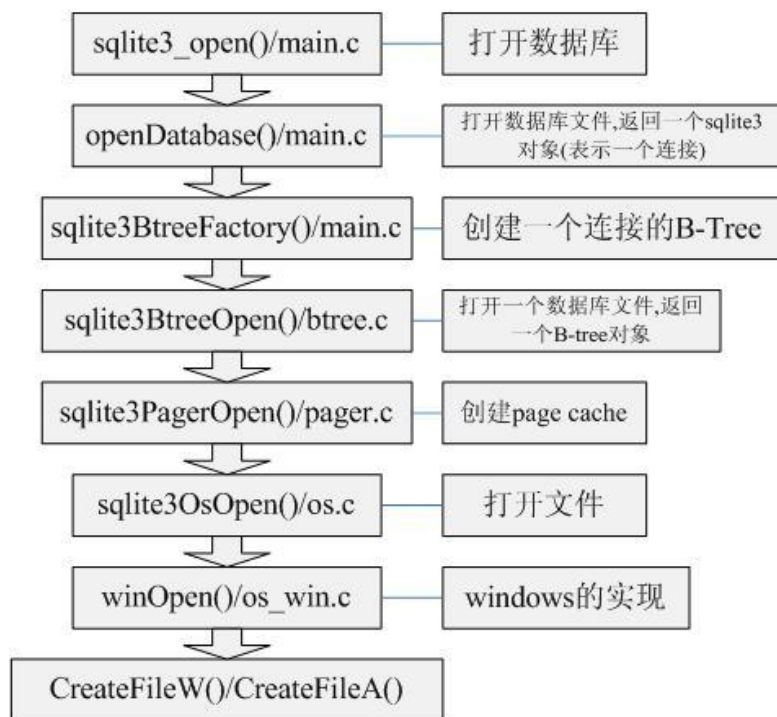 sqlite3_open()/main.c
打开数据库
openDatabase()/main.c
打开数据库文件,返回一个sqlite3
对象(表示一个连接)
sqlite3BtreeFactory()/main.c
创建一个连接的B-Tree
sqlite3BtreeOpen()/btree.c
打开一个数据库文件,返回
一个B-tree对象
sqlite3PagerOpen()/pager.c
创建page cache
sqlite3OsOpen()/os.c
打开文件
winOpen()/os_win.c
windows的实现
CreateFileW()/CreateFileA()